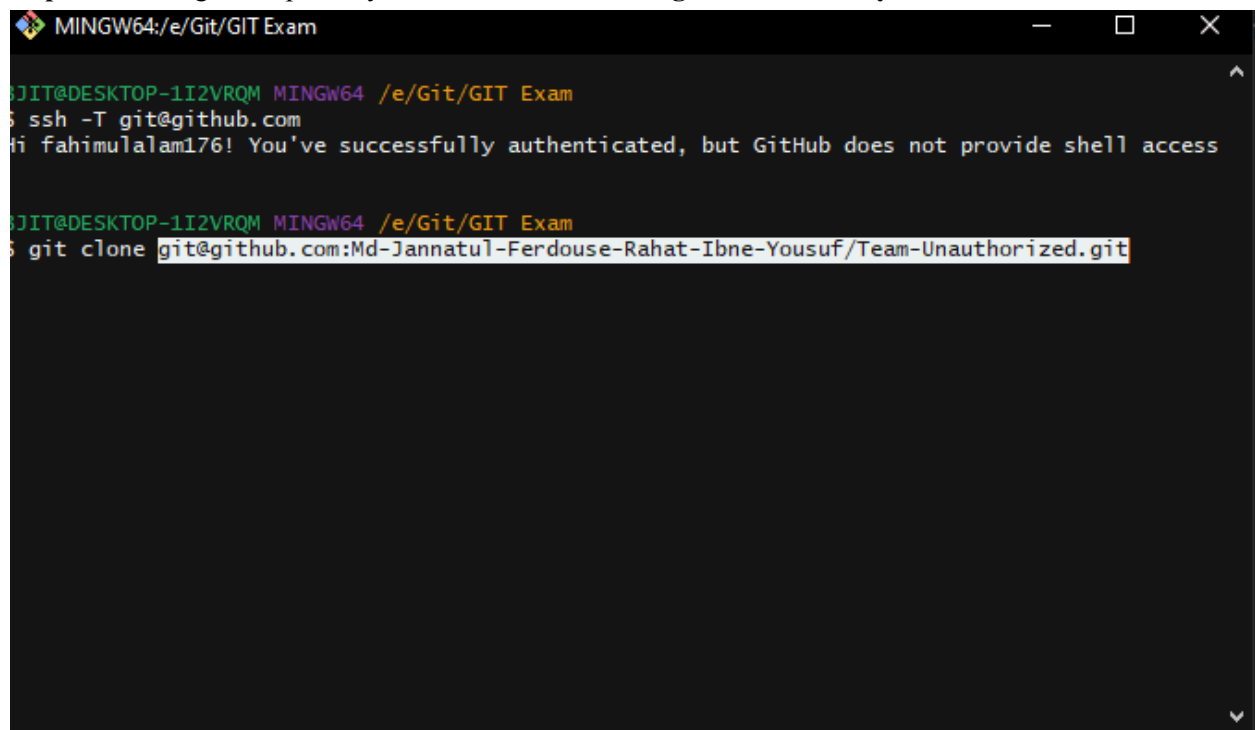 MINGW64:/e/Git/GIT Exam
JIT@DESKTOP-1I2VRQM MINGW64 /e/Git/GIT Exam
$ ssh -T git@github.com
Hi fahimulalam176! You've successfully authenticated, but GitHub does not provide shell access
JIT@DESKTOP-1I2VRQM MINGW64 /e/Git/GIT Exam
$ git clone git@github.com:Md-Jannatul-Ferdouse-Rahat-Ibne-Yousuf/Team-Unauthorized.git